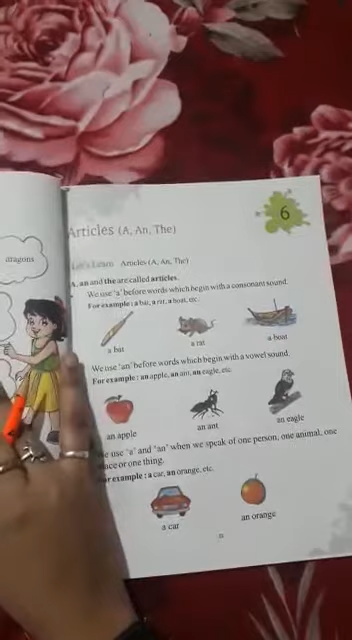 dragons
6
Articles (A, An, The)
Let's Learn Articles (A, An, The)
A, an and the are called articles.
We use 'a' before words which begin with a consonant sound.
For example : a bat, a rat, a boat, etc.
a bat
a rat
a boat
We use 'an' before words which begin with a vowel sound.
For example : an apple, an ant, an eagle, etc.
an apple
an ant
an eagle
We use "a" and "an" when we speak of one person, one animal, one
place or one thing.
For example : a car, an orange, etc.
a car
an orange